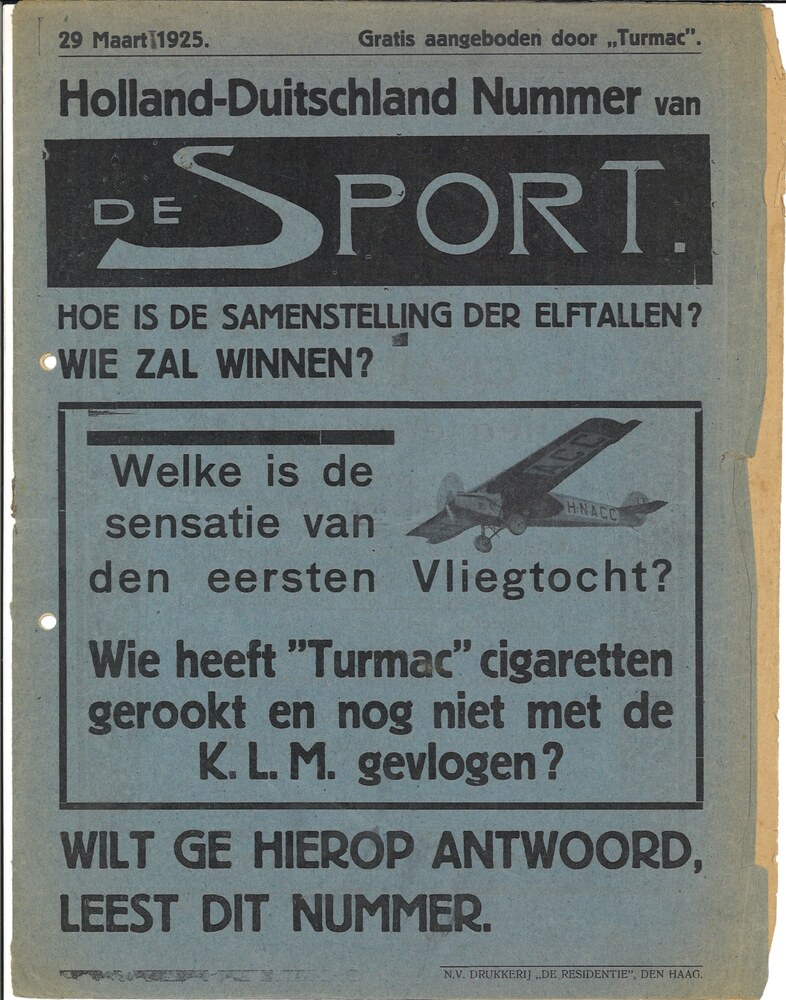 29 Maart 1925.
Gratis aangeboden door „Turmac”.
Holland-Duitschland Nummer van
DE SPORT.
HOE IS DE SAMENSTELLING DER ELFTALLEN?
WIE ZAL WINNEN?
ACC
H-NACC
Welke is de
sensatie van
den eersten Vliegtocht?
Wie heeft ”Turmac” cigaretten
gerookt en nog niet met de
K. L. M. gevlogen?
WILT GE HIEROP ANTWOORD,
LEEST DIT NUMMER.
N.V. DRUKKERIJ „DE RESIDENTIE”, DEN HAAG.